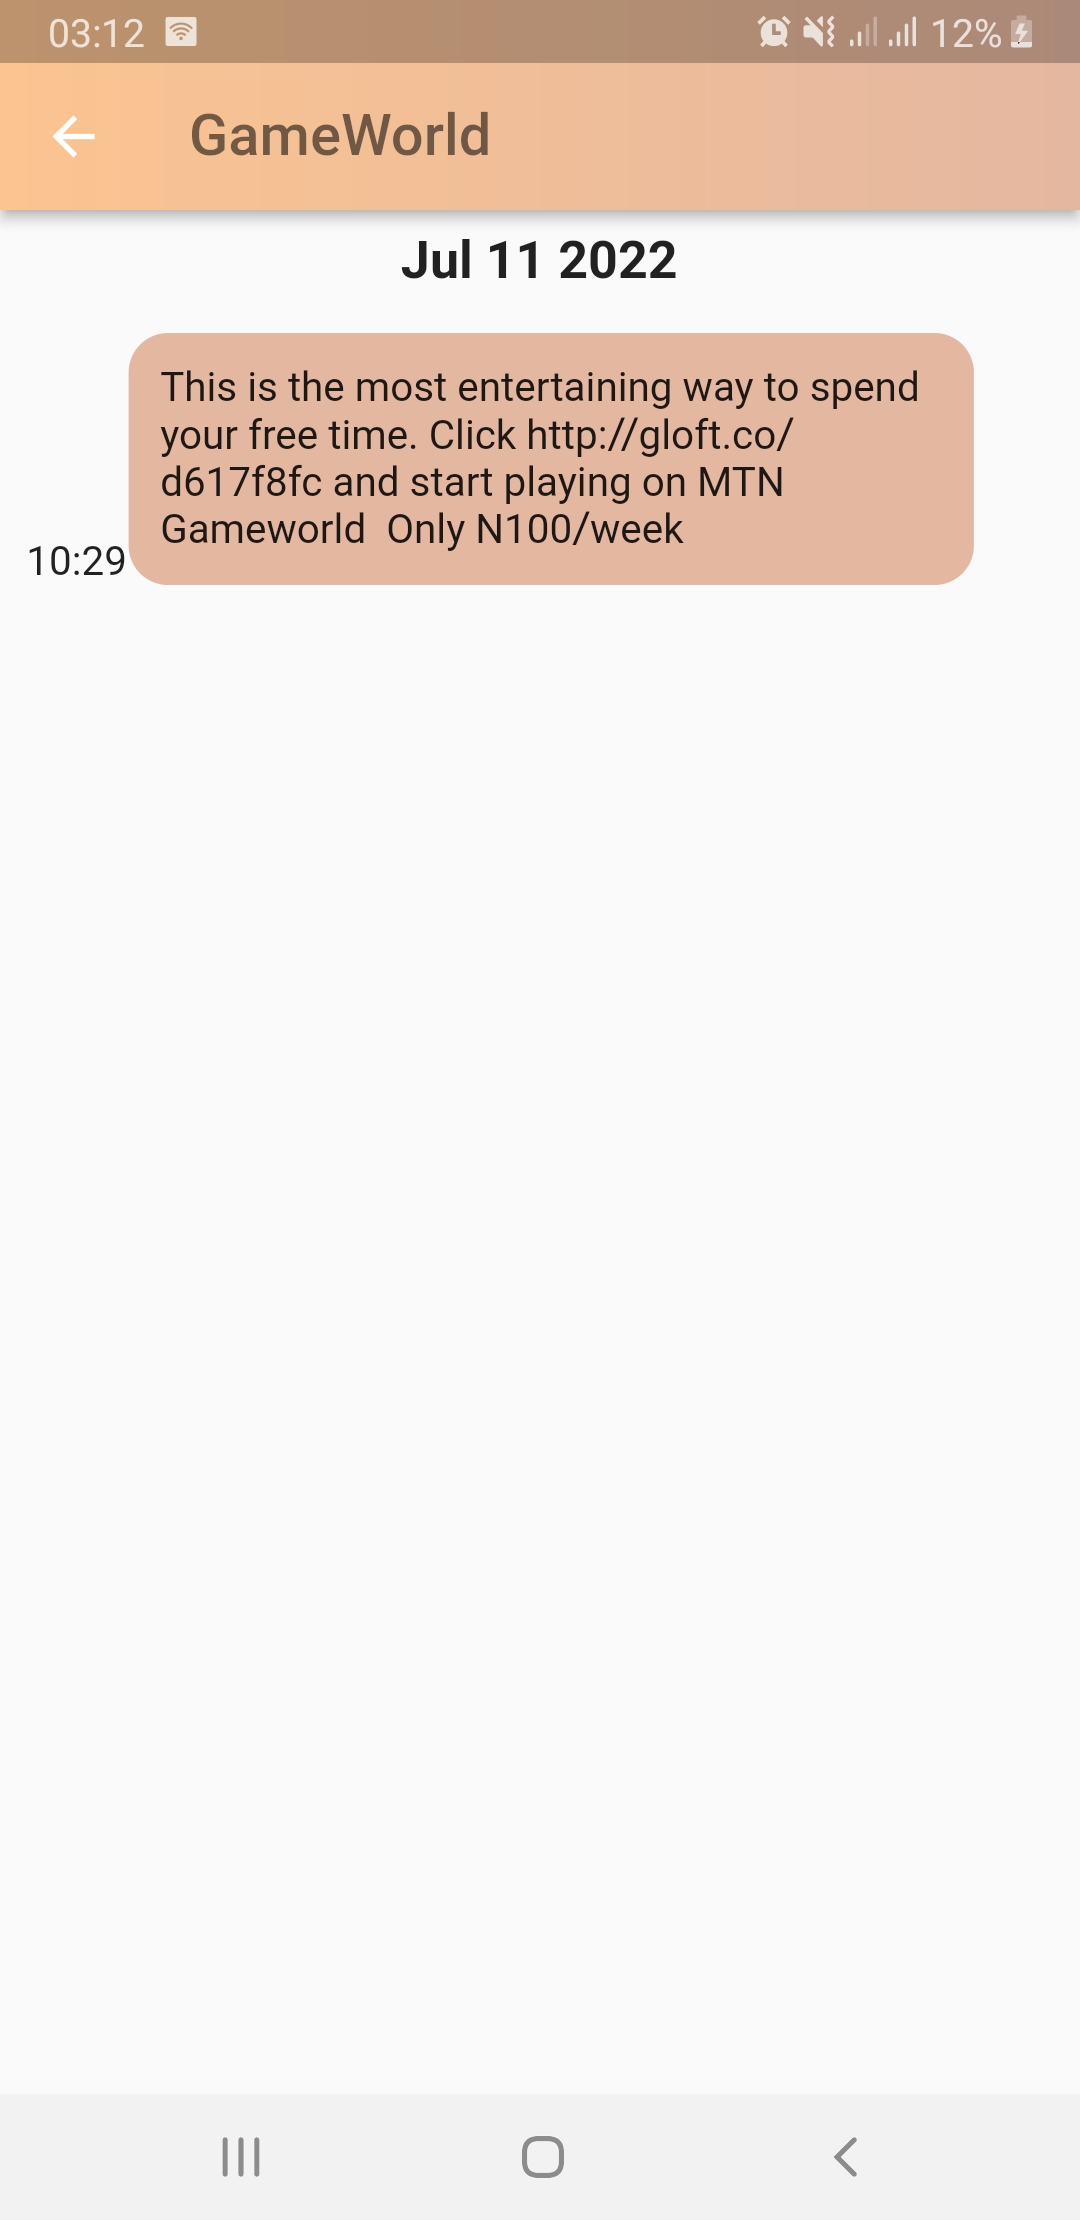 03:12
12%
GameWorld
Jul 11 2022
This is the most entertaining way to spend
your free time. Click http://gloft.co/
d617f8fc and start playing on MTN
Gameworld  Only N100/week
10:29